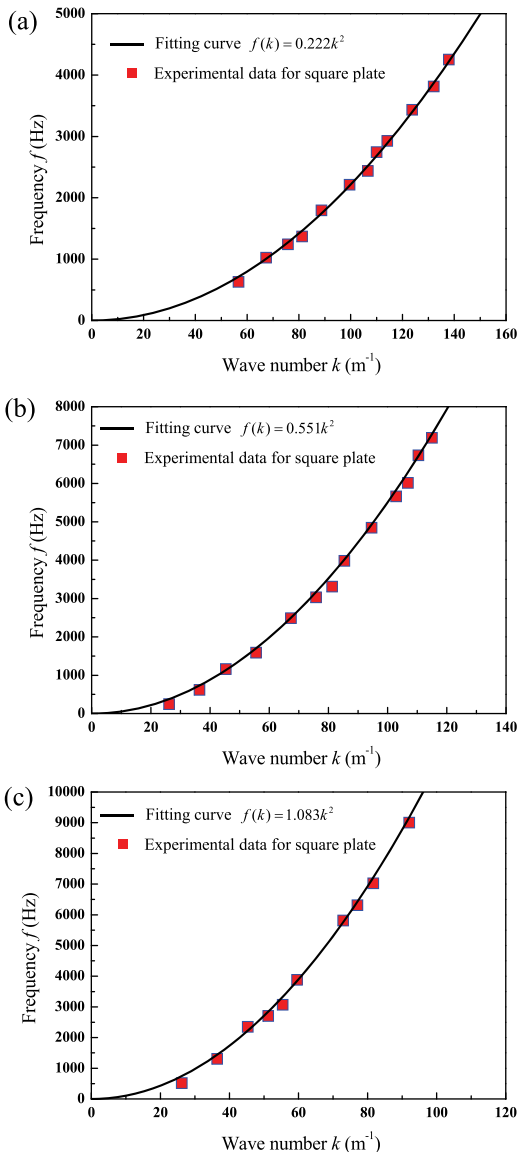 (a)
5000
4000
3000
2000
1000
0
Fitting curve f(k)=0.222k²
Experimental data for square plate
Frequency f (Hz)
0 20 40 60 80 100 120 140 160
Wave number k (m⁻¹)
(b)
8000
7000
6000
5000
4000
3000
2000
1000
0
Fitting curve f(k)=0.551k²
Experimental data for square plate
Frequency f (Hz)
0 20 40 60 80 100 120 140
Wave number k (m⁻¹)
(c)
10000
9000
8000
7000
6000
5000
4000
3000
2000
1000
0
Fitting curve f(k)=1.083k²
Experimental data for square plate
Frequency f (Hz)
0 20 40 60 80 100 120
Wave number k (m⁻¹)